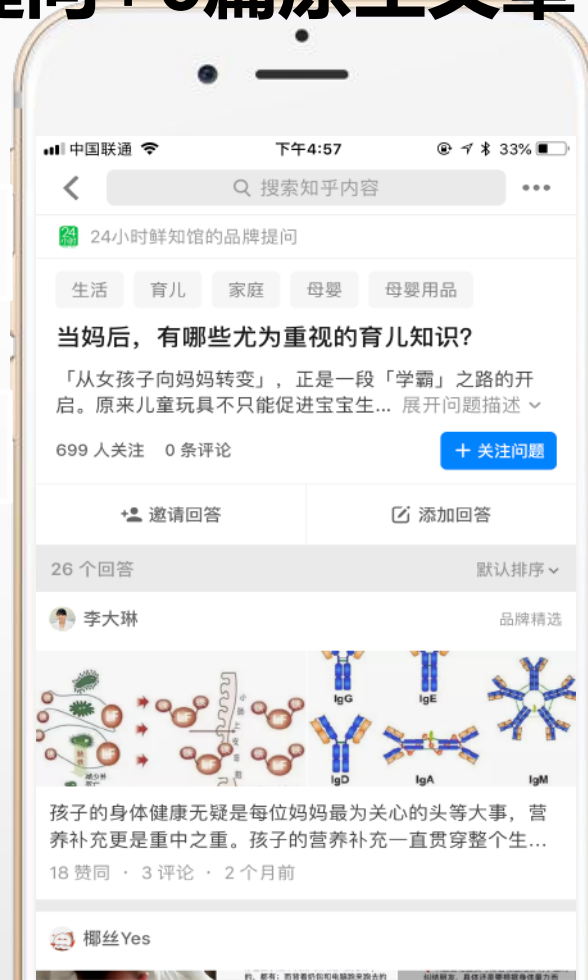 中国联通 下午4:57 33%
搜索知乎内容
24小时 24小时鲜知馆的品牌提问
生活 育儿 家庭 母婴 母婴用品
当妈后，有哪些尤为重视的育儿知识？
「从女孩子向妈妈转变」，正是一段「学霸」之路的开
启。原来儿童玩具不只能促进宝宝生... 展开问题描述
699 人关注 0 条评论 + 关注问题
邀请回答 添加回答
26 个回答 默认排序
李大琳 品牌精选
IgG IgE
IgD IgA IgM
减少并
孩子的身体健康无疑是每位妈妈最为关心的头等大事，营
养补充更是重中之重。孩子的营养补充一直贯穿整个生...
18 赞同 · 3 评论 · 2 个月前
椰丝Yes